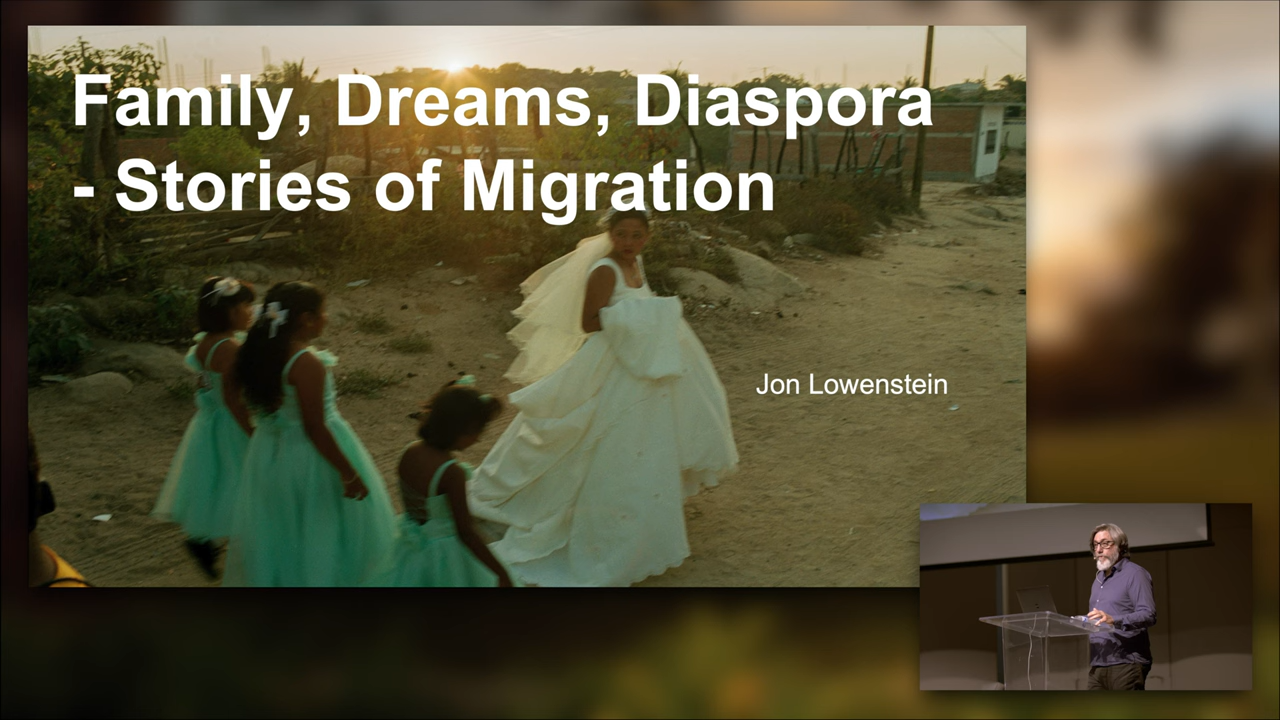 Family, Dreams, Diaspora
- Stories of Migration
Jon Lowenstein